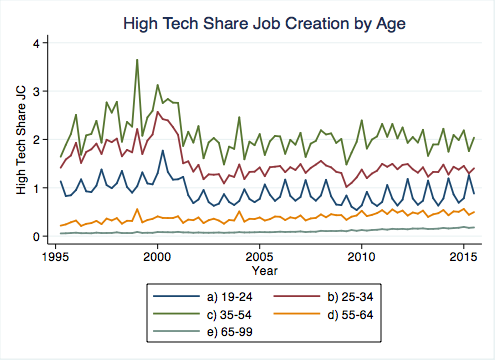 High Tech Share Job Creation by Age
High Tech Share JC
4
3
2
1
0
1995 2000 2005 2010 2015
Year
a) 19-24 b) 25-34
c) 35-54 d) 55-64
e) 65-99